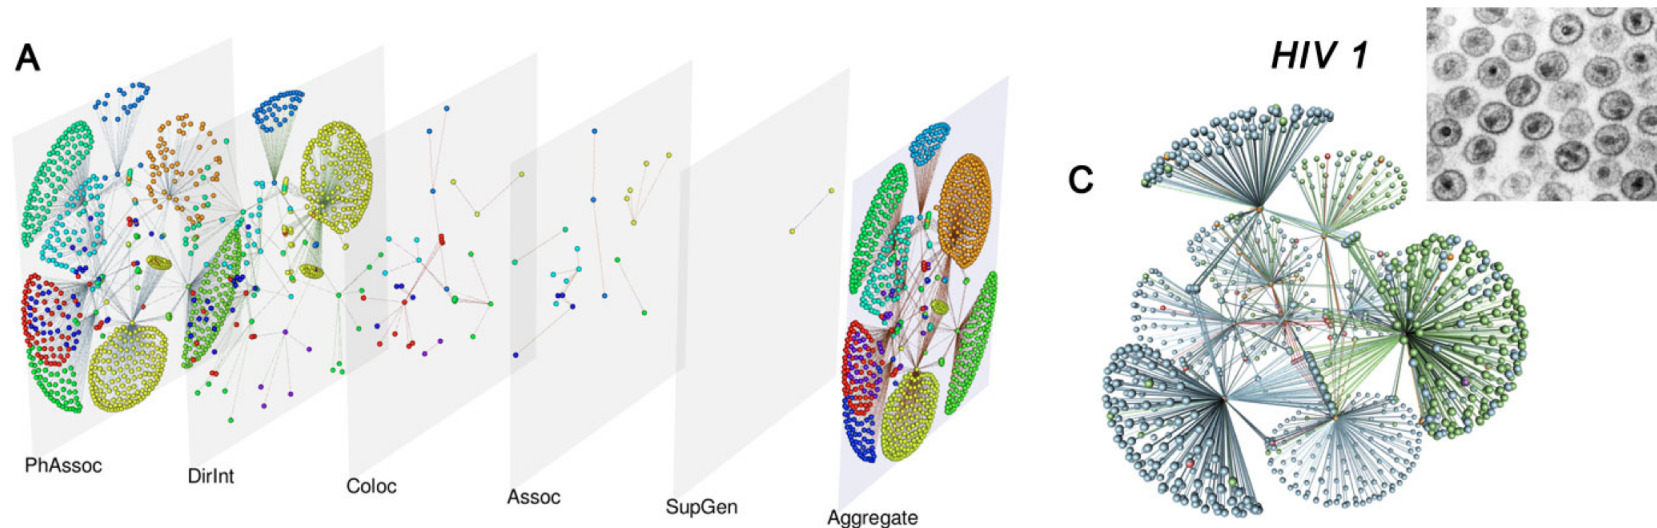 A
HIV 1
C
PhAssoc
DirInt
Coloc
Assoc
SupGen
Aggregate